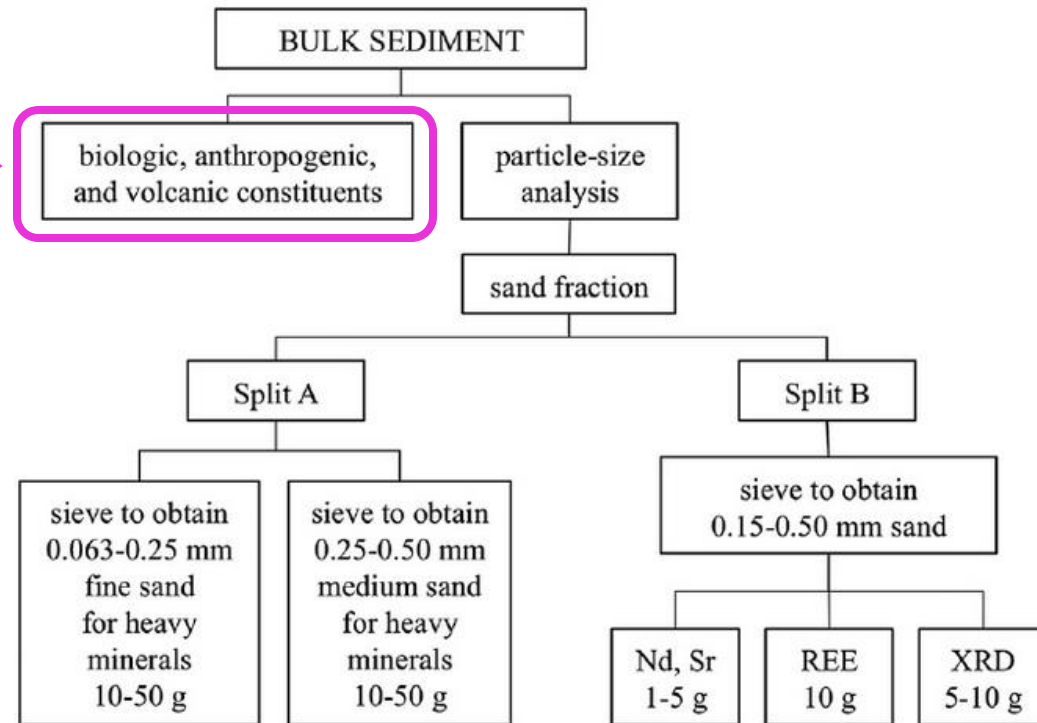 BULK SEDIMENT
biologic, anthropogenic,
and volcanic constituents
particle-size
analysis
sand fraction
Split A
Split B
sieve to obtain
0.063-0.25 mm
fine sand
for heavy
minerals
10-50 g
sieve to obtain
0.25-0.50 mm
medium sand
for heavy
minerals
10-50 g
sieve to obtain
0.15-0.50 mm sand
Nd, Sr
1-5 g
REE
10 g
XRD
5-10 g